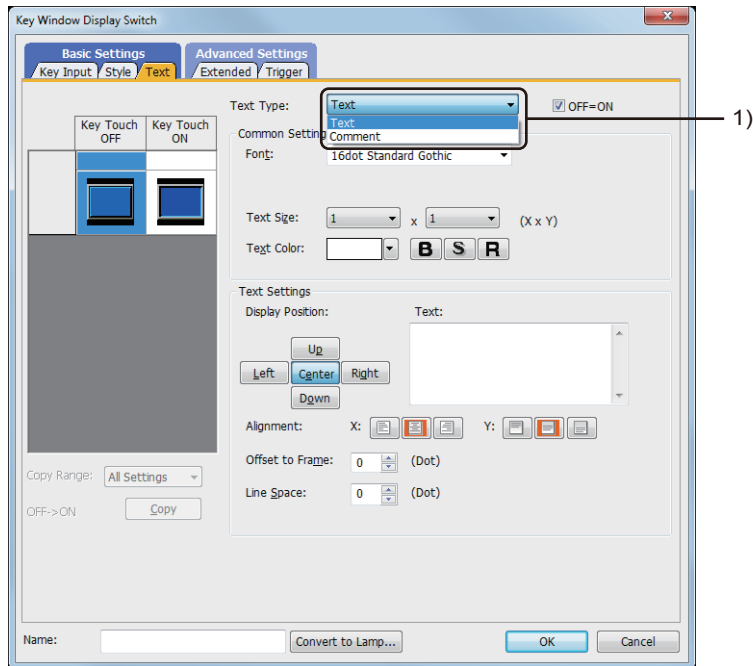 Key Window Display Switch
Basic Settings
Advanced Settings
Key Input
Style
Text
Extended
Trigger
Text Type:
Text
OFF=ON
1)
Text
Comment
Key Touch OFF
Key Touch ON
Common Setting
Font:
16dot Standard Gothic
Text Size:
1
x
1
(X x Y)
Text Color:
B
S
R
Text Settings
Display Position:
Text:
Up
Left
Center
Right
Down
Alignment:
X:
Y:
Offset to Frame:
0
(Dot)
Line Space:
0
(Dot)
Copy Range:
All Settings
OFF->ON
Copy
Name:
Convert to Lamp...
OK
Cancel